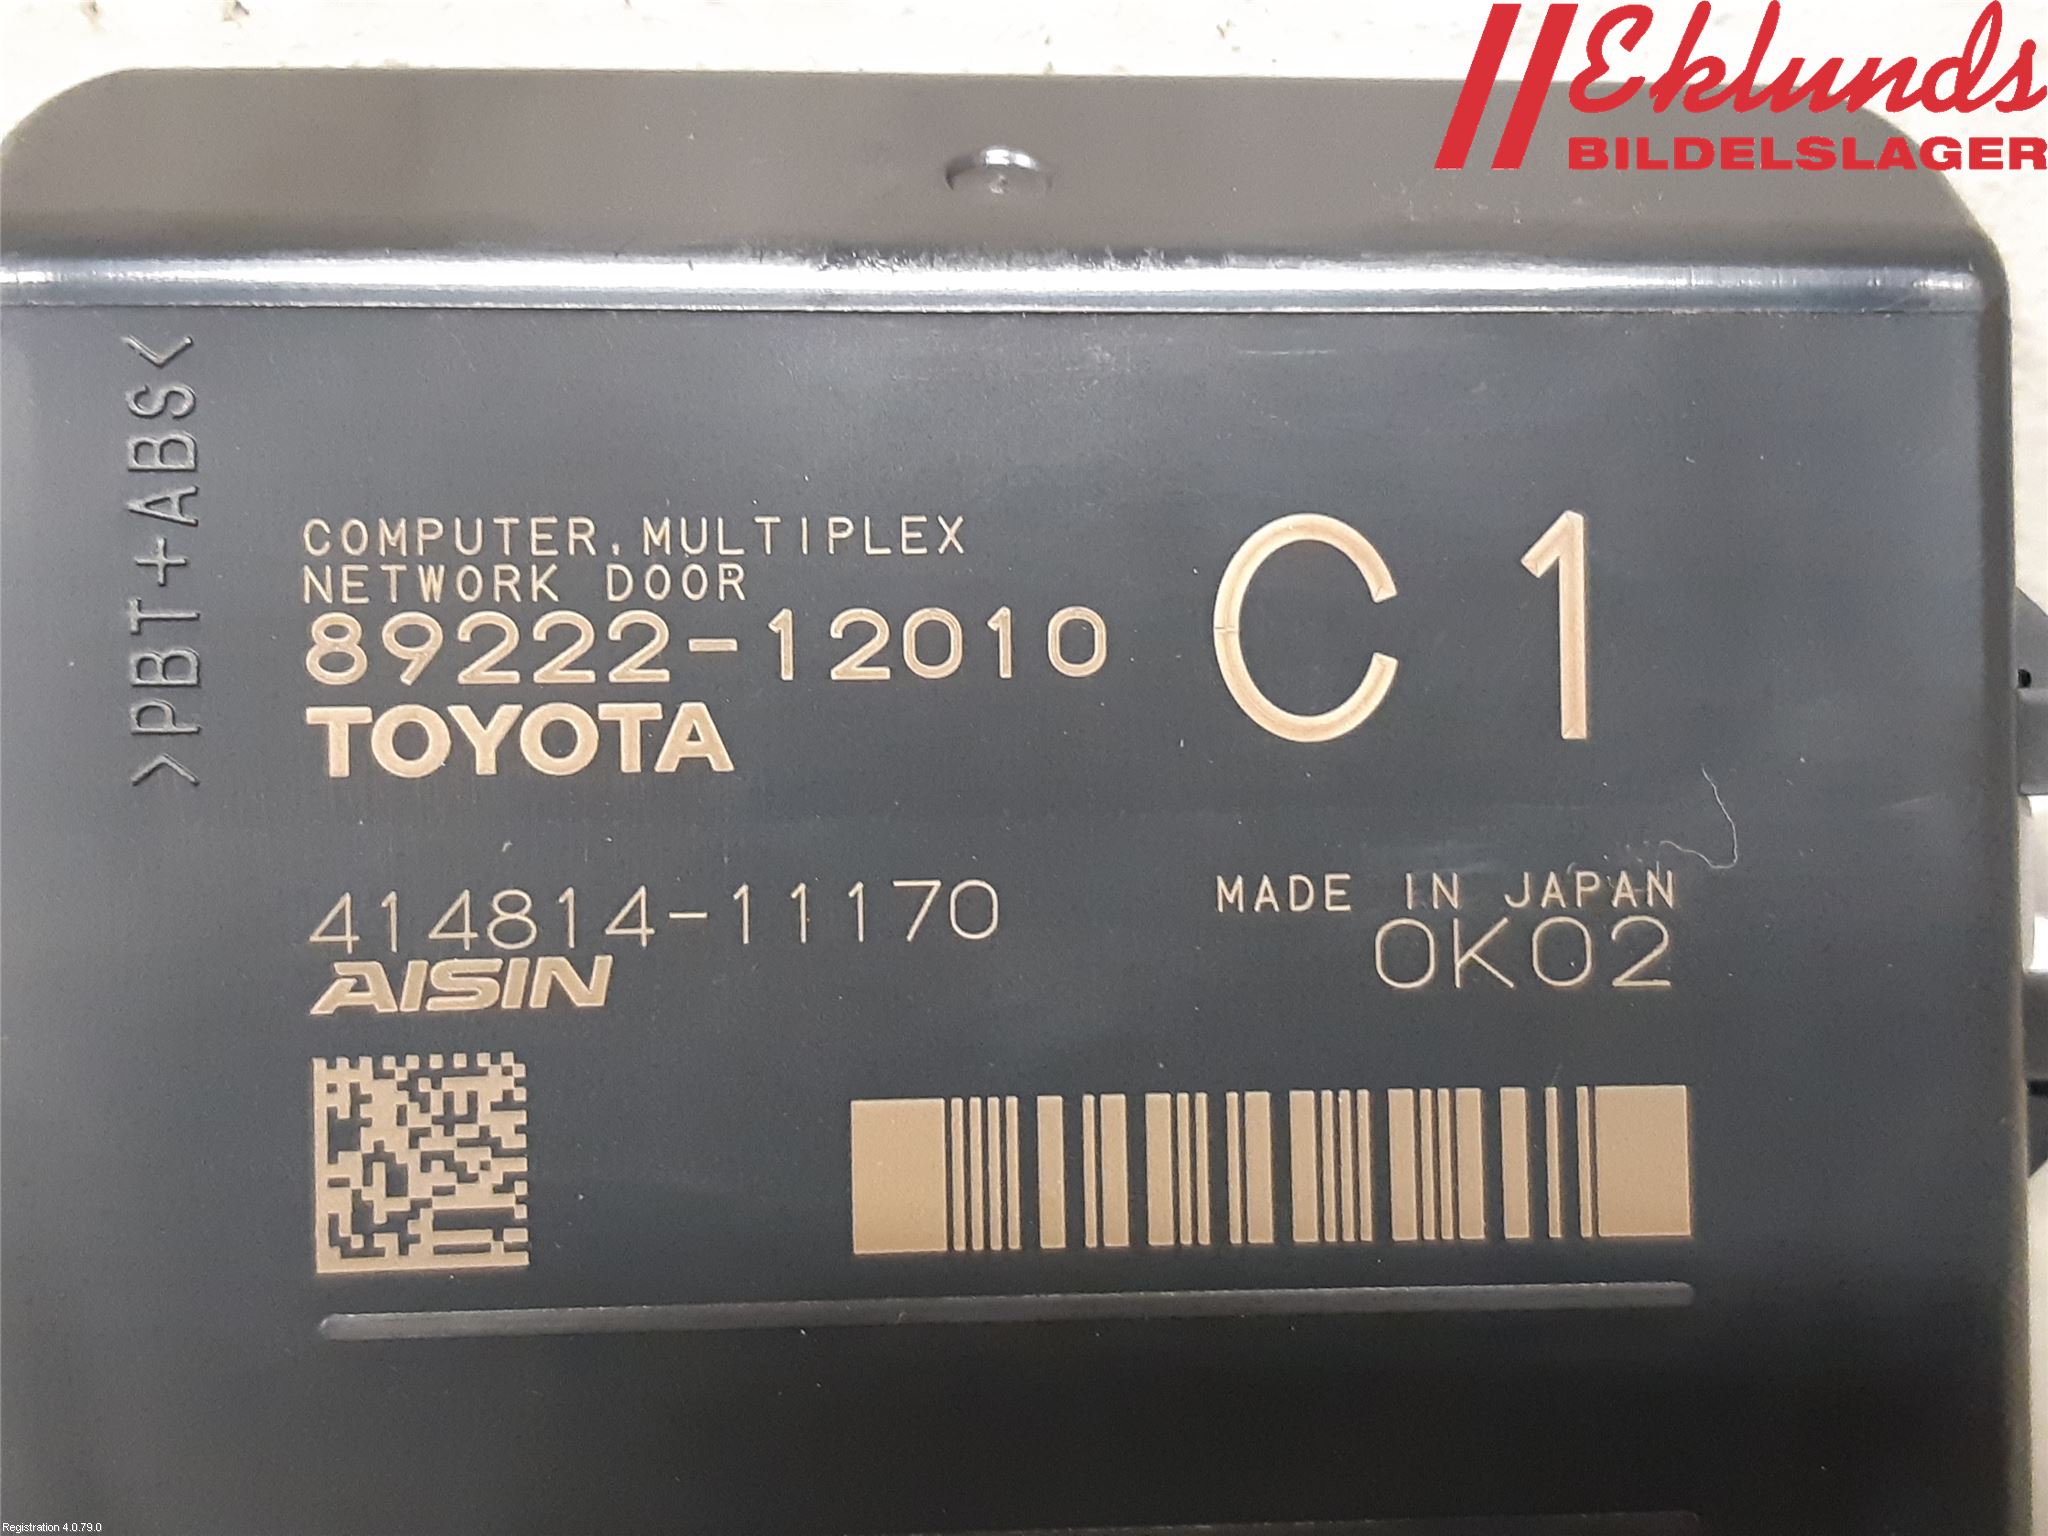 Eklunds
BILDELSLAGER
>PBT+ABS<
COMPUTER, MULTIPLEX
NETWORK DOOR
89222-12010
TOYOTA
C1
414814-11170
AISIN
MADE IN JAPAN
0K02
Registration 4.0.79.0